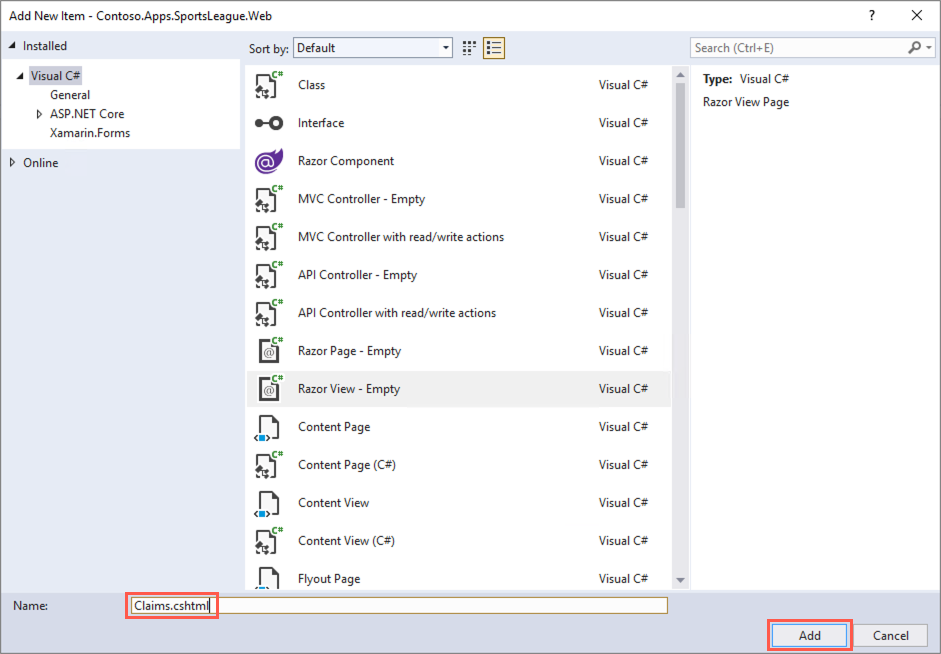 Add New Item - Contoso.Apps.SportsLeague.Web ?
Installed
Sort by: Default
Search (Ctrl+E)
Visual C#
General
ASP.NET Core
Xamarin.Forms
Online
Class Visual C#
Interface Visual C#
Razor Component Visual C#
MVC Controller - Empty Visual C#
MVC Controller with read/write actions Visual C#
API Controller - Empty Visual C#
API Controller with read/write actions Visual C#
Razor Page - Empty Visual C#
Razor View - Empty Visual C#
Content Page Visual C#
Content Page (C#) Visual C#
Content View Visual C#
Content View (C#) Visual C#
Flyout Page Visual C#
Type: Visual C#
Razor View Page
Name: Claims.cshtml
Add Cancel